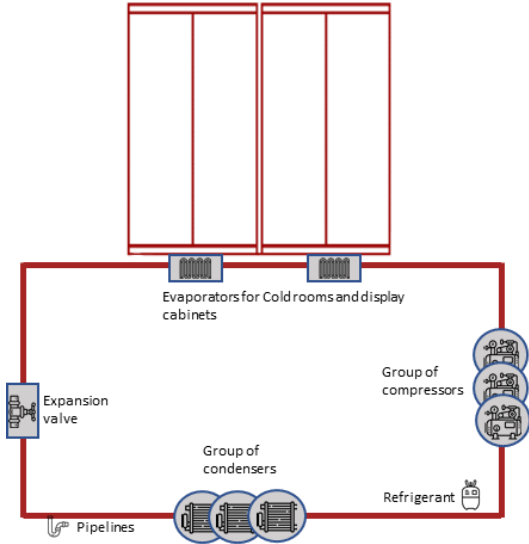 Evaporators for Cold rooms and display
cabinets
Group of
compressors
Expansion
valve
Group of
condensers
Refrigerant
Pipelines